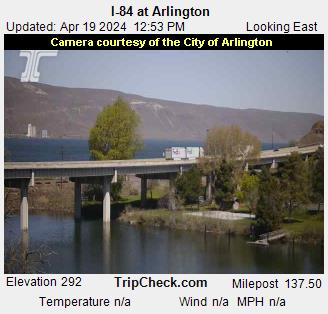 I-84 at Arlington
Updated: Apr 19 2024 12:53 PM Looking East
Camera courtesy of the City of Arlington
Elevation 292 TripCheck.com Milepost 137.50
Temperature n/a Wind n/a MPH n/a